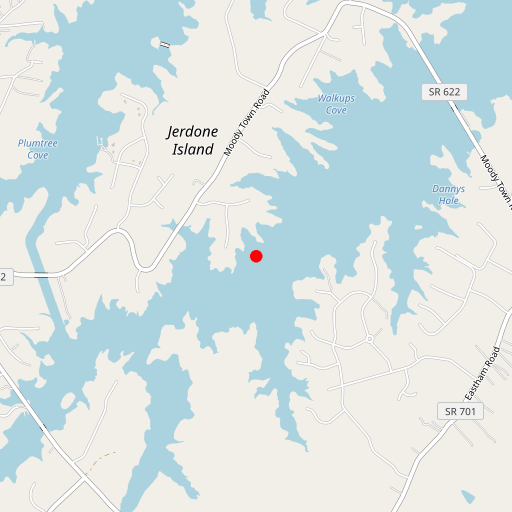 SR 622
Walkups
Cove
Moody Town Road
Jerdone
Island
Plumtree
Cove
Moody Town R
Dannys
Hole
2
Eastham Road
SR 701